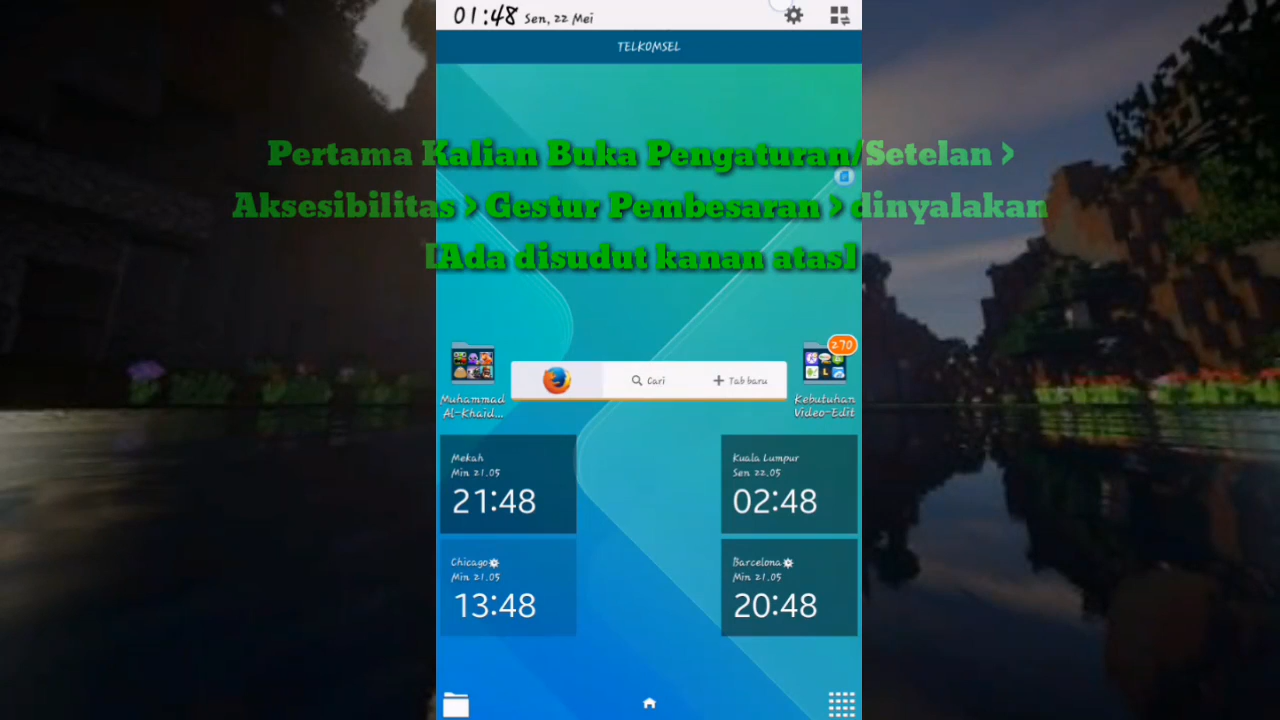 01:48 Sen, 22 Mei
TELKOMSEL
Pertama Kalian Buka Pengaturan/Setelan >
Aksesibilitas > Gestur Pembesaran > dinyalakan
[Ada disudut kanan atas]
270
Cari
Tab baru
Muhammad
Al-Khaid...
Kebutuhan
Video-Edit
Mekah
Min 21.05
21:48
Kuala Lumpur
Sen 22.05
02:48
Chicago
Min 21.05
13:48
Barcelona
Min 21.05
20:48